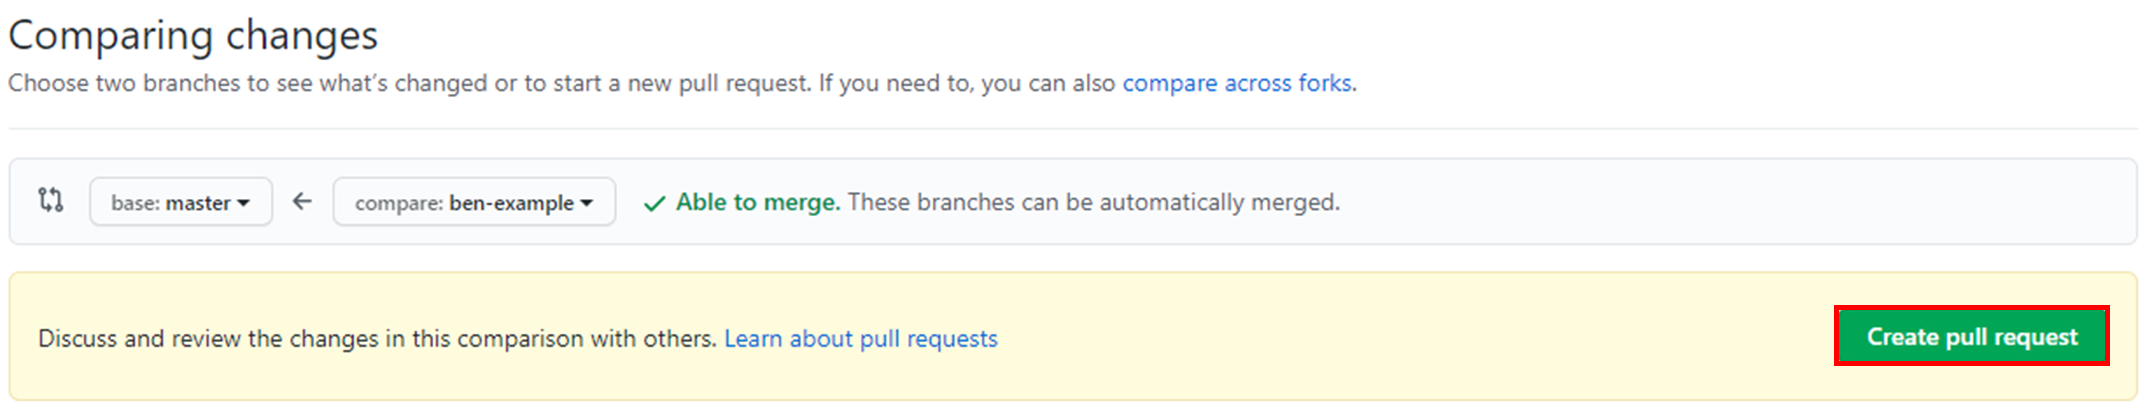 Comparing changes
Choose two branches to see what's changed or to start a new pull request. If you need to, you can also compare across forks.
base: master compare: ben-example Able to merge. These branches can be automatically merged.
Discuss and review the changes in this comparison with others. Learn about pull requests Create pull request